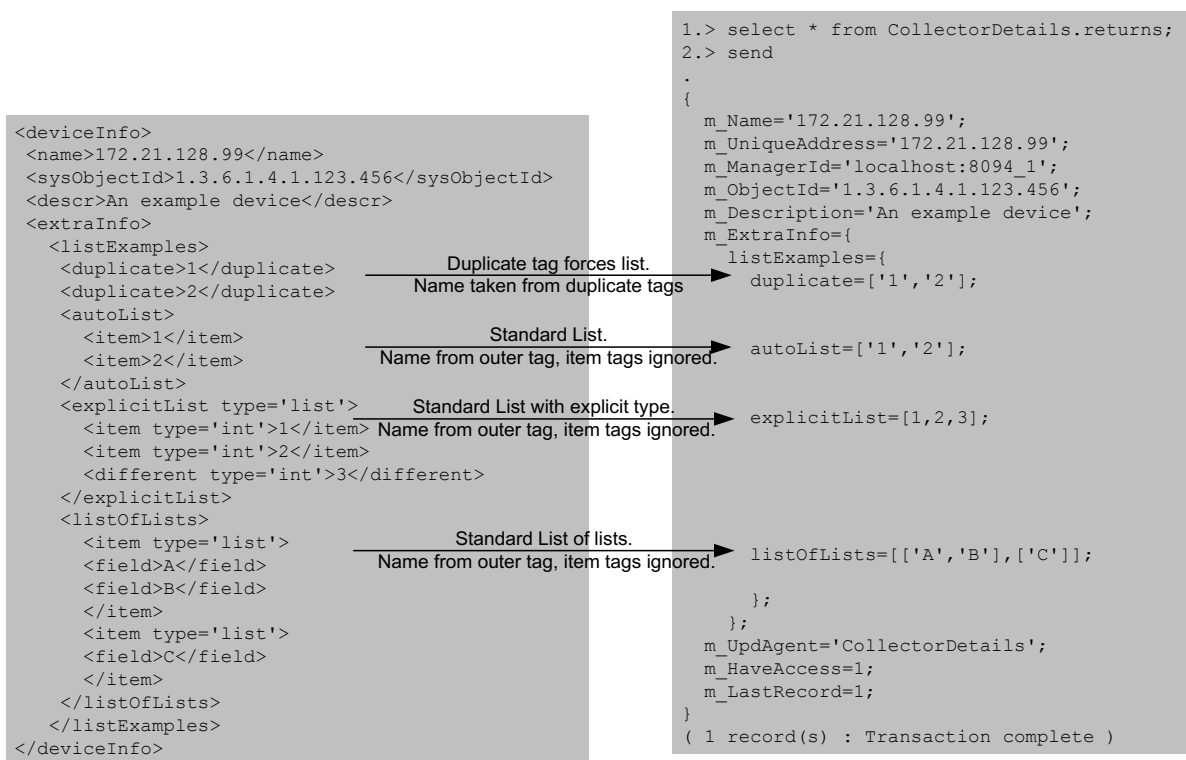 <deviceInfo>
<name>172.21.128.99</name>
<sysObjectId>1.3.6.1.4.1.123.456</sysObjectId>
<descr>An example device</descr>
<extraInfo>
<listExamples>
<duplicate>1</duplicate>
<duplicate>2</duplicate>
<autoList>
<item>1</item>
<item>2</item>
</autoList>
<explicitList type='list'>
<item type='int'>1</item>
<item type='int'>2</item>
<different type='int'>3</different>
</explicitList>
<listOfLists>
<item type='list'>
<field>A</field>
<field>B</field>
</item>
<item type='list'>
<field>C</field>
</item>
</listOfLists>
</listExamples>
</deviceInfo>
Duplicate tag forces list.
Name taken from duplicate tags
Standard List.
Name from outer tag, item tags ignored.
Standard List with explicit type.
Name from outer tag, item tags ignored.
Standard List of lists.
Name from outer tag, item tags ignored.
1.> select * from CollectorDetails.returns;
2.> send
.
{
m_Name='172.21.128.99';
m_UniqueAddress='172.21.128.99';
m_ManagerId='localhost:8094_1';
m_ObjectId='1.3.6.1.4.1.123.456';
m_Description='An example device';
m_ExtraInfo={
listExamples={
duplicate=['1','2'];
autoList=['1','2'];
explicitList=[1,2,3];
listOfLists=[['A','B'],['C']];
};
};
m_UpdAgent='CollectorDetails';
m_HaveAccess=1;
m_LastRecord=1;
}
( 1 record(s) : Transaction complete )